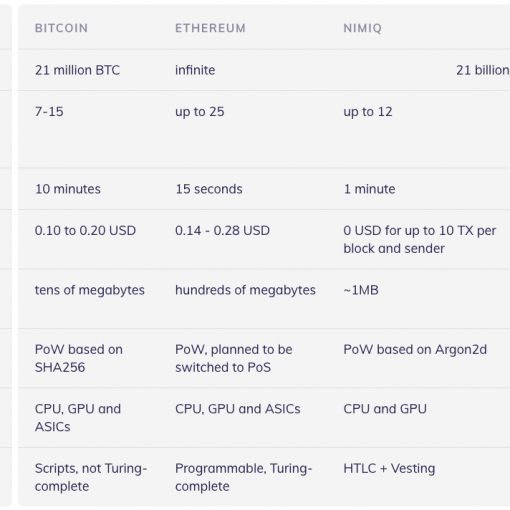 BITCOIN ETHEREUM NIMIQ
21 million BTC infinite 21 billion
7-15 up to 25 up to 12
10 minutes 15 seconds 1 minute
0.10 to 0.20 USD 0.14 - 0.28 USD 0 USD for up to 10 TX per
block and sender
tens of megabytes hundreds of megabytes ~1MB
PoW based on PoW, planned to be PoW based on Argon2d
SHA256 switched to PoS
CPU, GPU and CPU, GPU and ASICs CPU and GPU
ASICs
Scripts, not Turing- Programmable, Turing- HTLC + Vesting
complete complete